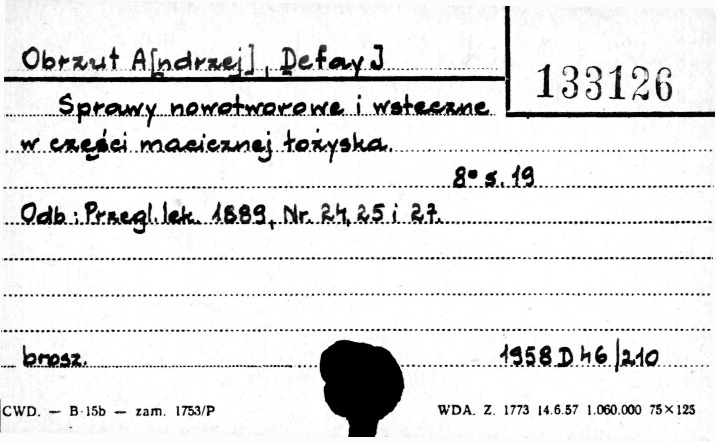 Obrzut A[ndrzej], Defay J
133126
Sprawy nowotworowe i wsteczne
w części macicznej łożyska.
8° s. 19
Odb: Przegl. lek. 1889, Nr. 24, 25 i 27.
brosz.
1958 D 46/210
CWD. — B-15b — zam. 1753/P
WDA. Z. 1773 14.6.57 1.060.000 75×125